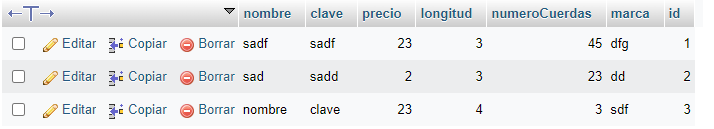 nombre clave precio longitud numeroCuerdas marca id
Editar Copiar Borrar sadf sadf 23 3 45 dfg 1
Editar Copiar Borrar sad sadd 2 3 23 dd 2
Editar Copiar Borrar nombre clave 23 4 3 sdf 3